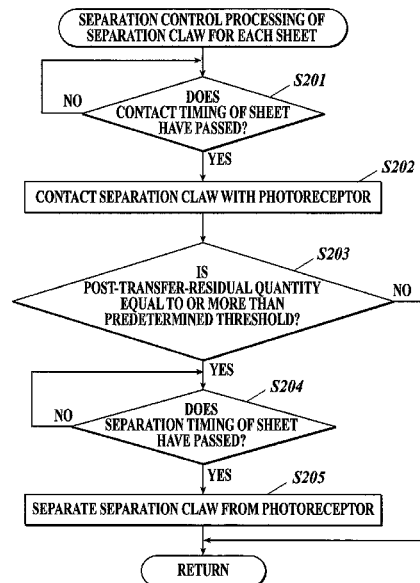 SEPARATION CONTROL PROCESSING OF
SEPARATION CLAW FOR EACH SHEET
S201
DOES
CONTACT TIMING OF SHEET
HAVE PASSED?
NO
YES
S202
CONTACT SEPARATION CLAW WITH PHOTORECEPTOR
S203
IS
POST-TRANSFER-RESIDUAL QUANTITY
EQUAL TO OR MORE THAN
PREDETERMINED THRESHOLD?
NO
YES
S204
DOES
SEPARATION TIMING OF SHEET
HAVE PASSED?
NO
YES
S205
SEPARATE SEPARATION CLAW FROM PHOTORECEPTOR
RETURN